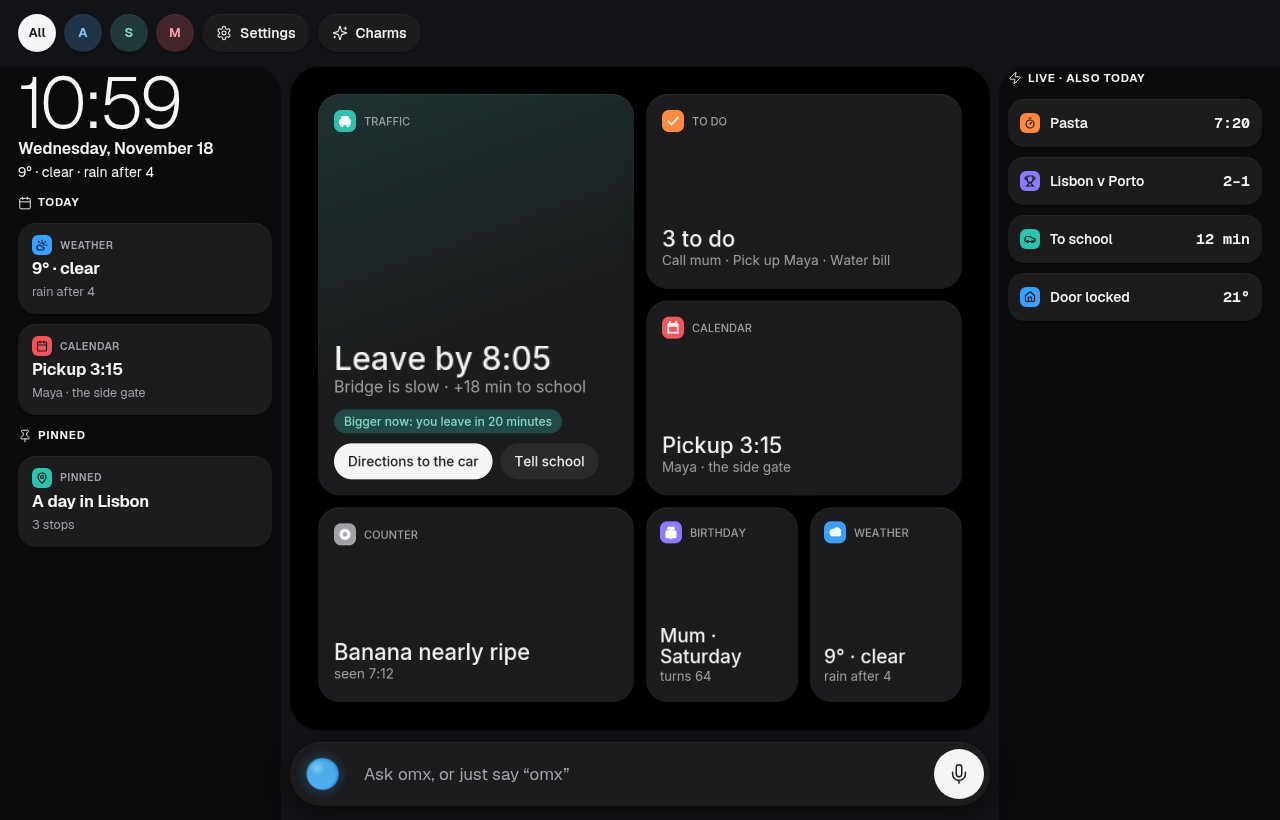 All
A
S
M
Settings
Charms
10:59
Wednesday, November 18
9° · clear · rain after 4
TODAY
WEATHER
9° · clear
rain after 4
CALENDAR
Pickup 3:15
Maya · the side gate
PINNED
PINNED
A day in Lisbon
3 stops
TRAFFIC
Leave by 8:05
Bridge is slow · +18 min to school
Bigger now: you leave in 20 minutes
Directions to the car
Tell school
TO DO
3 to do
Call mum · Pick up Maya · Water bill
CALENDAR
Pickup 3:15
Maya · the side gate
COUNTER
Banana nearly ripe
seen 7:12
BIRTHDAY
Mum ·
Saturday
turns 64
WEATHER
9° · clear
rain after 4
Ask omx, or just say “omx”
LIVE · ALSO TODAY
Pasta 7:20
Lisbon v Porto 2–1
To school 12 min
Door locked 21°